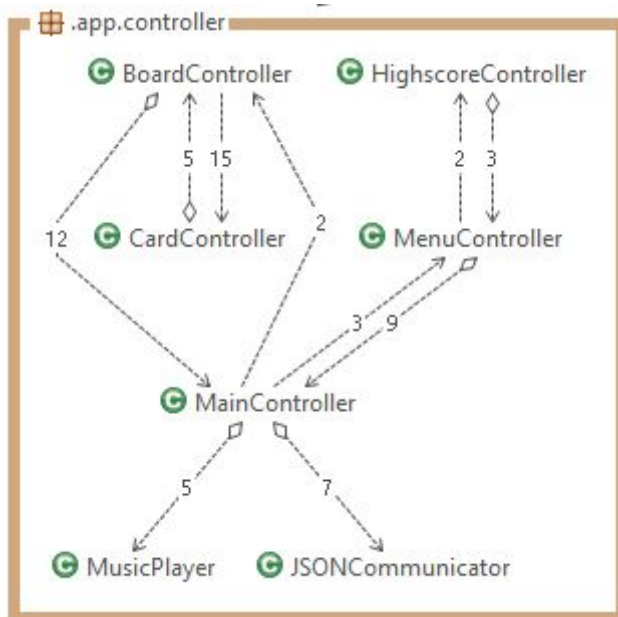 .app.controller
C BoardController
C HighscoreController
5
15
2
3
12
C CardController
2
C MenuController
3
9
C MainController
5
7
C MusicPlayer
C JSONCommunicator